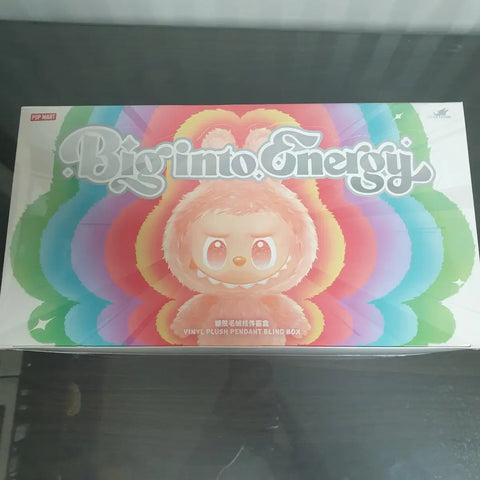 POP MART
Big into Energy
搪胶毛绒挂件盲盒
VINYL PLUSH PENDANT BLIND BOX